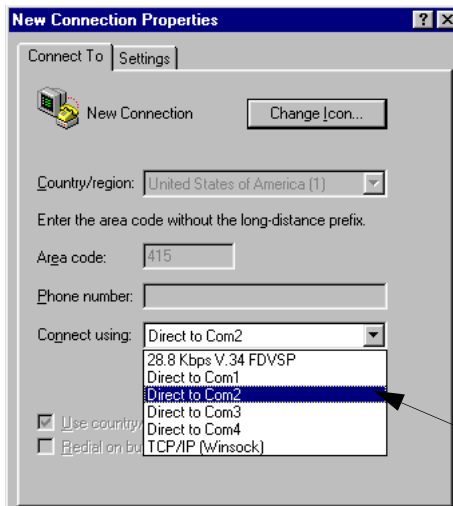 New Connection Properties
Connect To Settings
New Connection Change Icon...
Country/region: United States of America (1)
Enter the area code without the long-distance prefix.
Area code: 415
Phone number:
Connect using: Direct to Com2
28.8 Kbps V.34 FDVSP
Direct to Com1
Direct to Com2
Direct to Com3
Use country/
Direct to Com4
Redial on bu
TCP/IP (Winsock)